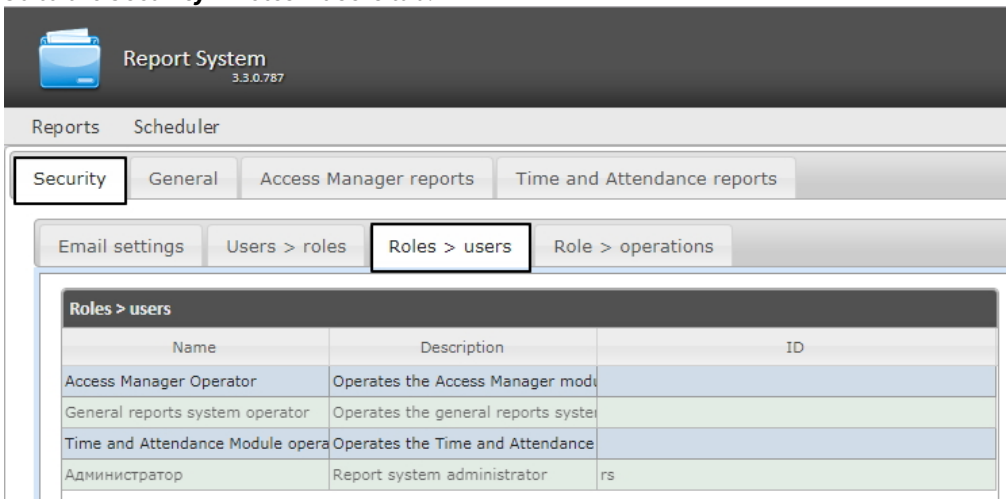 Report System
3.3.0.787
Reports Scheduler
Security General Access Manager reports Time and Attendance reports
Email settings Users > roles Roles > users Role > operations
Roles > users
Name Description ID
Access Manager Operator Operates the Access Manager modu
General reports system operator Operates the general reports syste
Time and Attendance Module opera Operates the Time and Attendance
Администратор Report system administrator rs